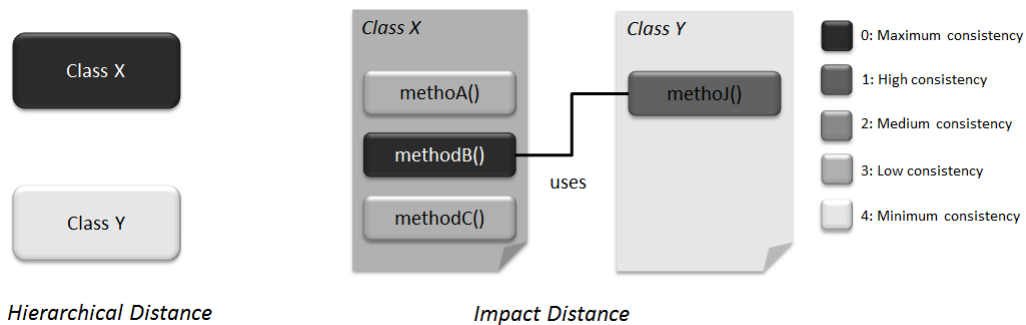 Class X
Class Y
Hierarchical Distance
Class X
methoA()
methodB()
methodC()
uses
Class Y
methoJ()
Impact Distance
0: Maximum consistency
1: High consistency
2: Medium consistency
3: Low consistency
4: Minimum consistency